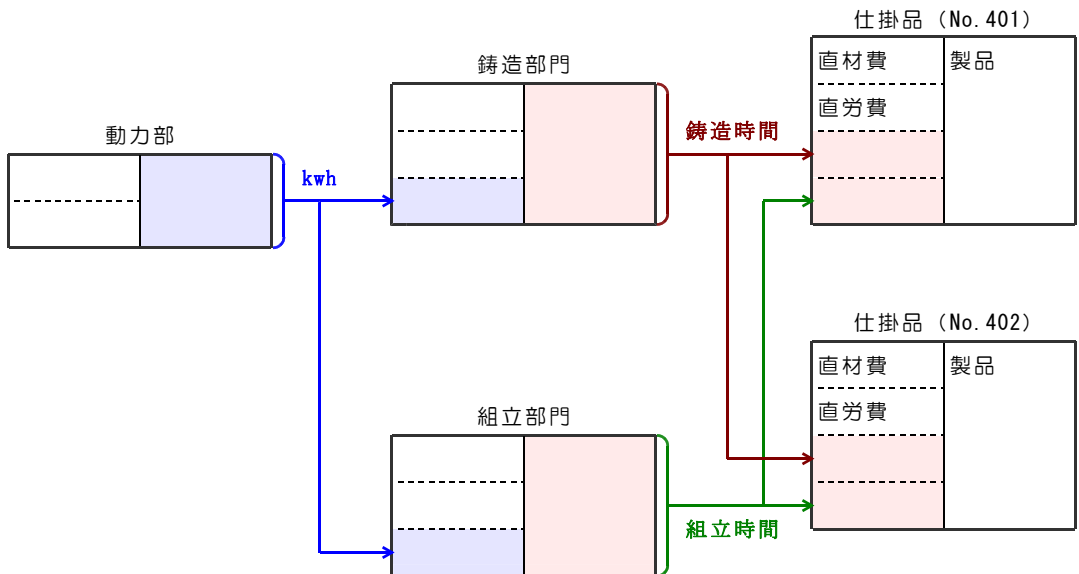 仕掛品（No.401）
直材費
製品
直労費
鋳造部門
鋳造時間
動力部
kwh
仕掛品（No.402）
直材費
製品
直労費
組立部門
組立時間